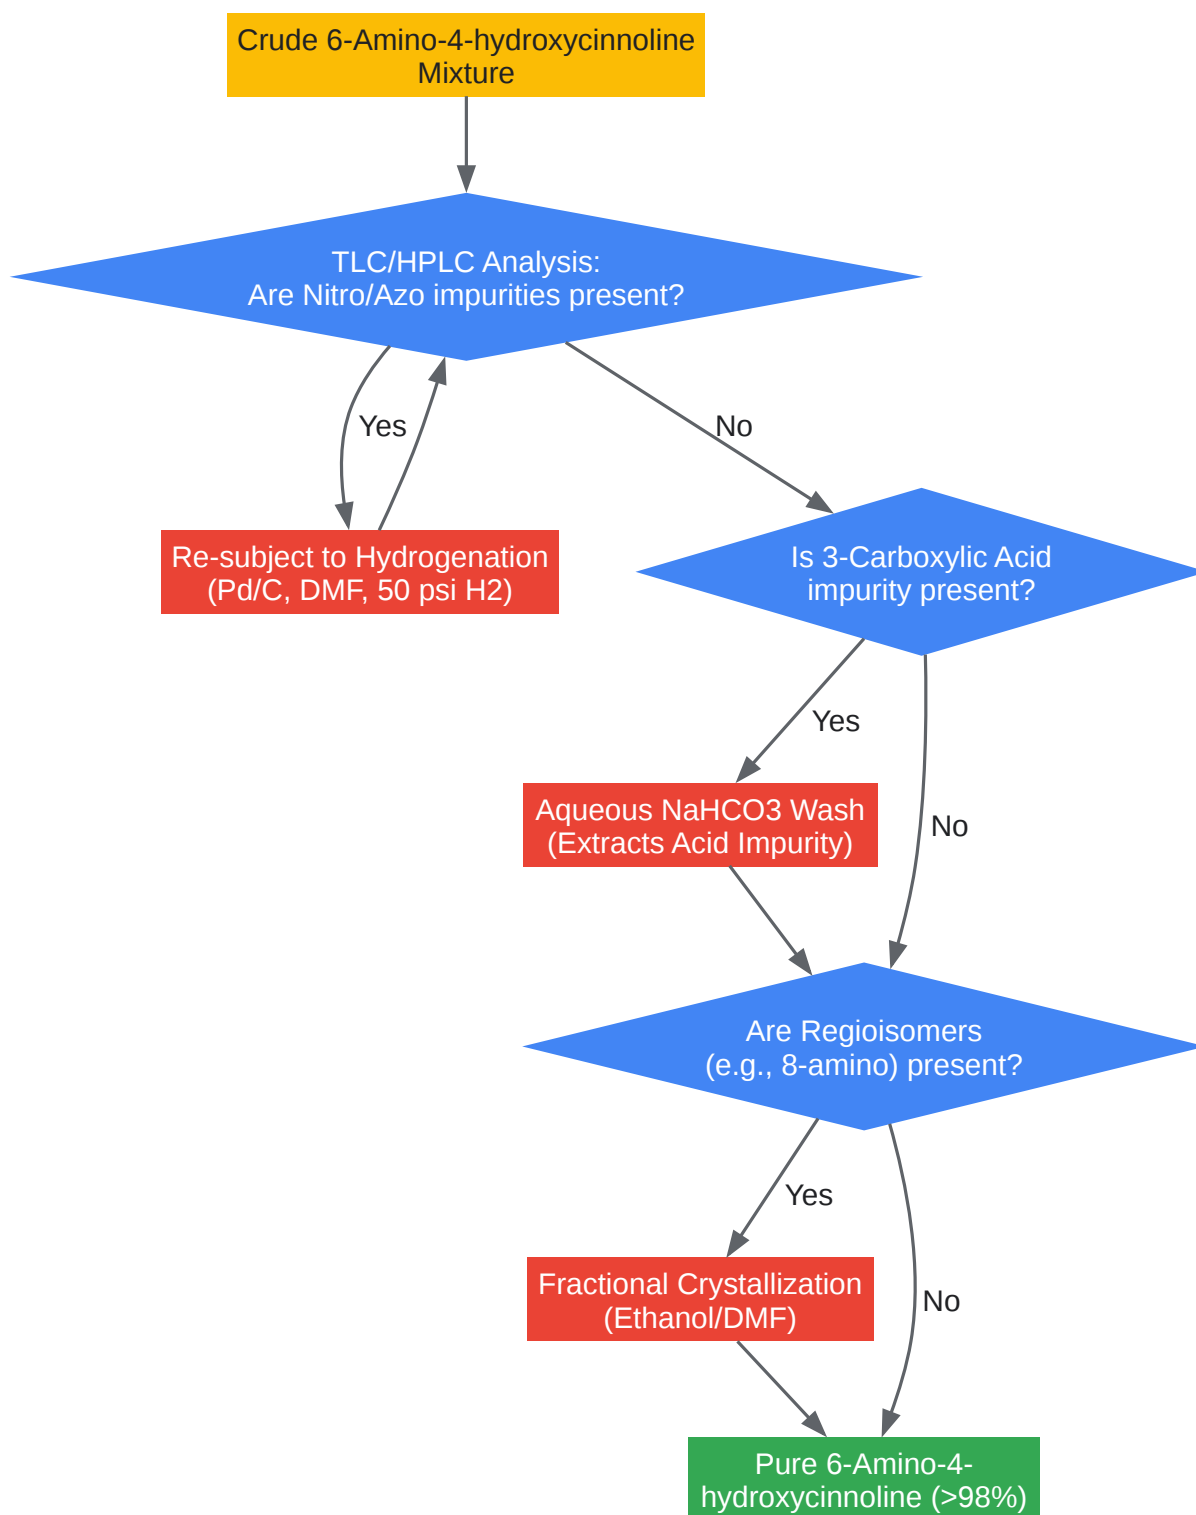 Crude 6-Amino-4-hydroxycinnoline
Mixture
TLC/HPLC Analysis:
Are Nitro/Azo impurities present?
Yes
No
Re-subject to Hydrogenation
(Pd/C, DMF, 50 psi H2)
Is 3-Carboxylic Acid
impurity present?
Yes
Aqueous NaHCO3 Wash
(Extracts Acid Impurity)
No
Are Regioisomers
(e.g., 8-amino) present?
Yes
Fractional Crystallization
(Ethanol/DMF)
No
Pure 6-Amino-4-
hydroxycinnoline (>98%)